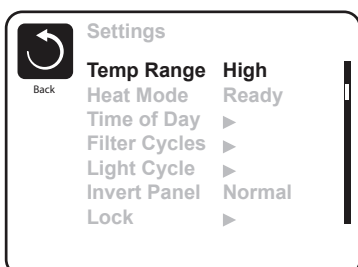 Settings
Back
Temp Range High
Heat Mode Ready
Time of Day ▶
Filter Cycles ▶
Light Cycle ▶
Invert Panel Normal
Lock ▶